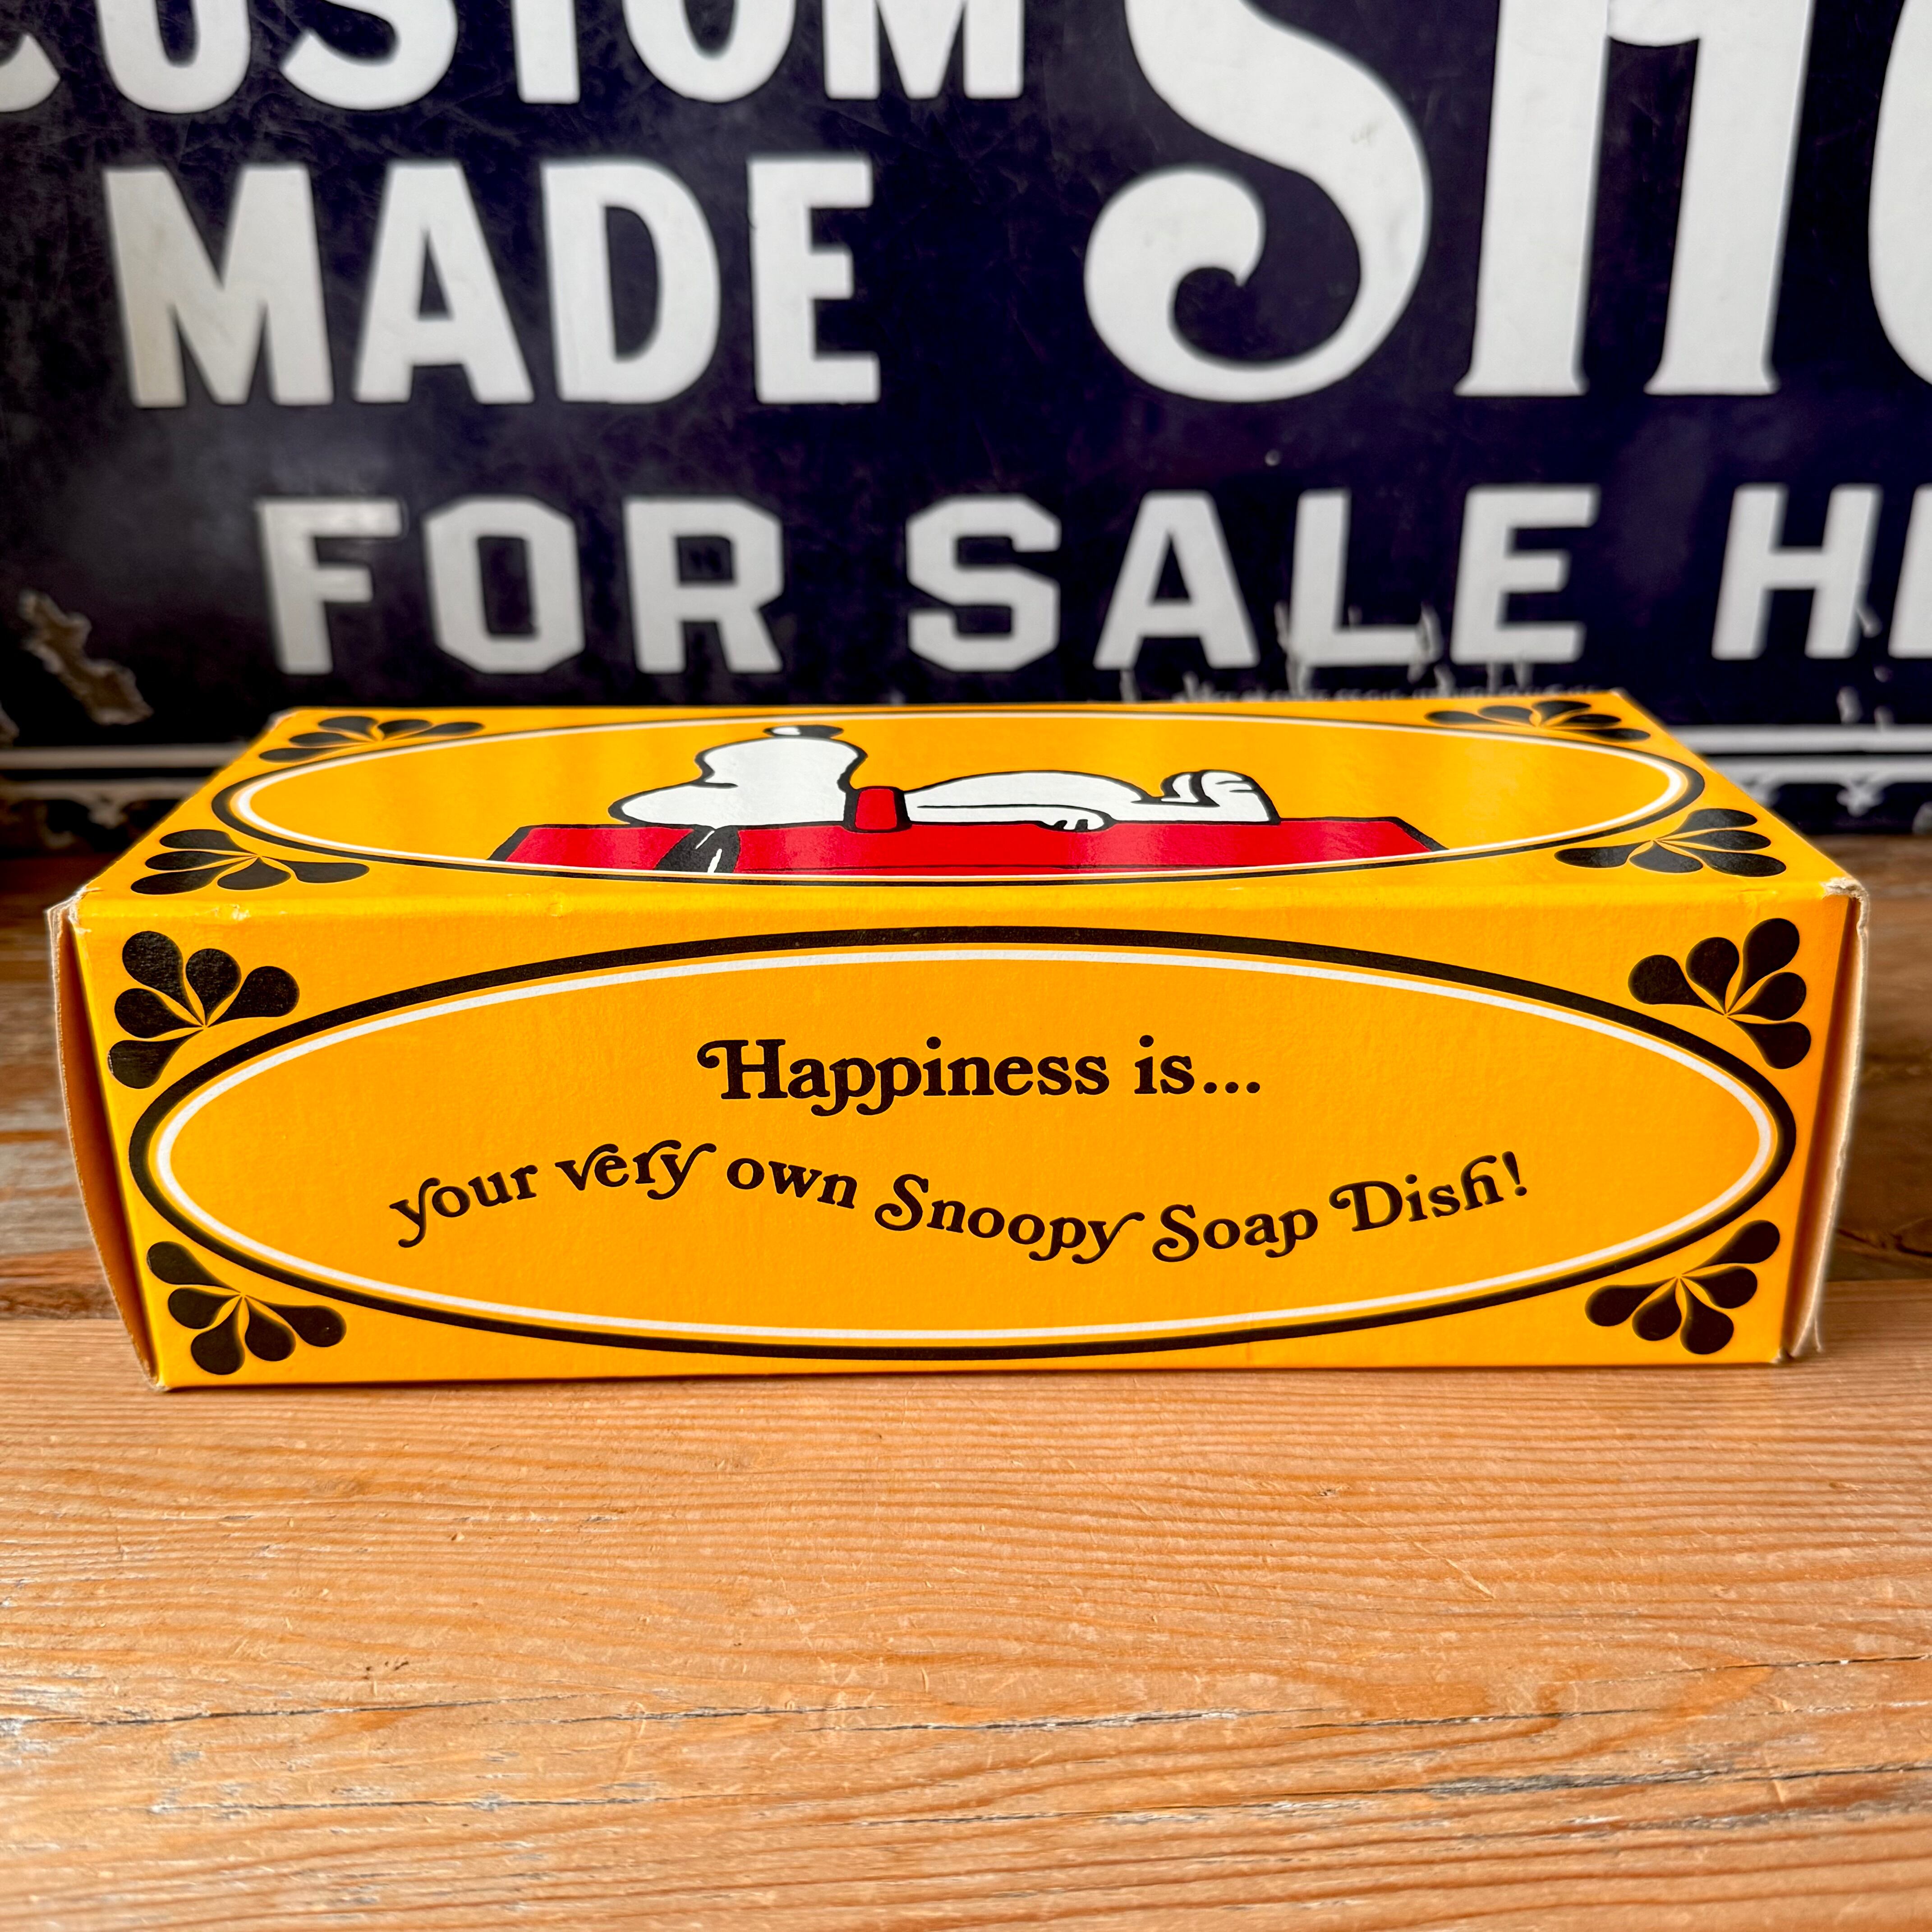 CUSTOM
MADE
FOR SALE
Happiness is...
your very own Snoopy Soap Dish!